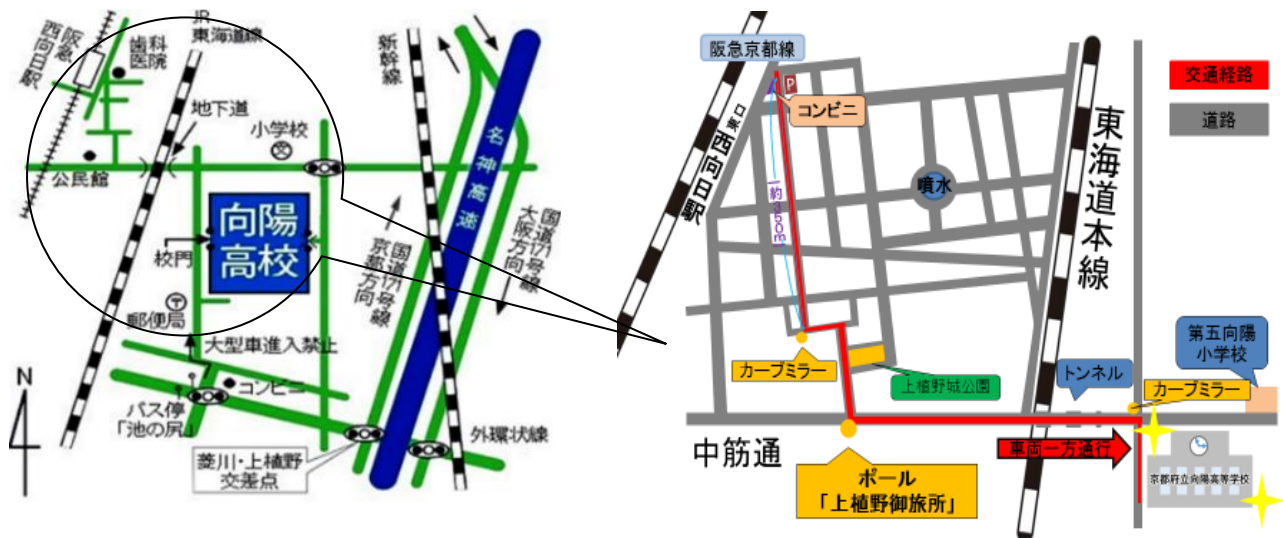 阪急
西向日駅
歯科
医院
JR
東海道線
新幹線
地下道
小学校
文
公民館
名神高速
向陽
高校
校門
国道171号線
京都方向
国道171号線
大阪方向
〒
郵便局
大型車進入禁止
N
コンビニ
バス停
「池の尻」
外環状線
菱川・上植野
交差点
阪急京都線
P
コンビニ
東口
西向日駅
約350m
噴水
東海道本線
交通経路
道路
カーブミラー
上植野城公園
トンネル
第五向陽
小学校
カーブミラー
中筋通
車両一方通行
ポール
「上植野御旅所」
京都府立向陽高等学校